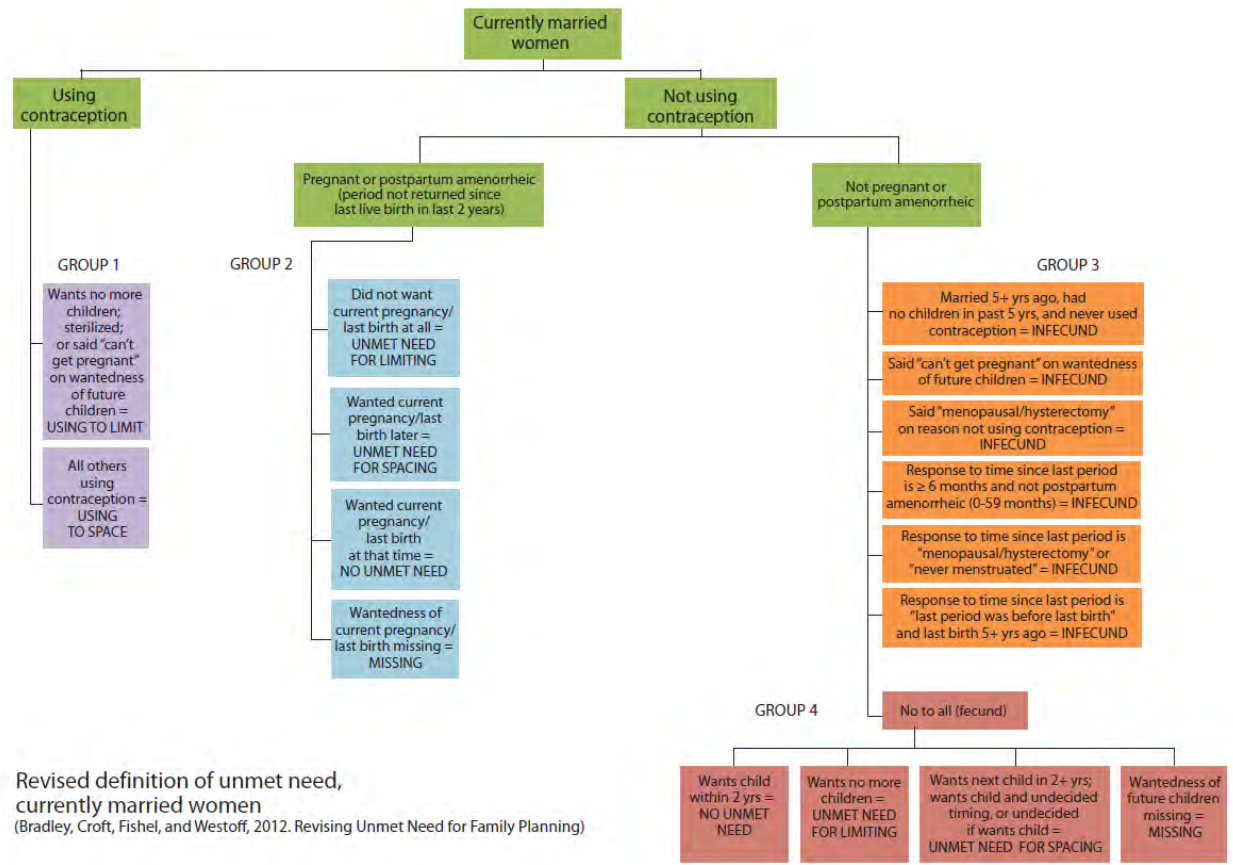 Currently married
women
Using
contraception
Not using
contraception
Pregnant or postpartum amenorrheic
(period not returned since
last live birth in last 2 years)
Not pregnant or
postpartum amenorrheic
GROUP 1
Wants no more
children;
sterilized;
or said “can’t
get pregnant”
on wantedness
of future
children =
USING TO LIMIT
All others
using
contraception =
USING
TO SPACE
GROUP 2
Did not want
current pregnancy/
last birth at all =
UNMET NEED
FOR LIMITING
Wanted current
pregnancy/last
birth later =
UNMET NEED
FOR SPACING
Wanted current
pregnancy/
last birth
at that time =
NO UNMET NEED
Wantedness of
current pregnancy/
last birth missing =
MISSING
GROUP 3
Married 5+ yrs ago, had
no children in past 5 yrs, and never used
contraception = INFECUND
Said “can’t get pregnant” on wantedness
of future children = INFECUND
Said “menopausal/hysterectomy”
on reason not using contraception =
INFECUND
Response to time since last period
is ≥ 6 months and not postpartum
amenorrheic (0-59 months) = INFECUND
Response to time since last period is
“menopausal/hysterectomy” or
“never menstruated” = INFECUND
Response to time since last period is
“last period was before last birth”
and last birth 5+ yrs ago = INFECUND
GROUP 4
No to all (fecund)
Wants child
within 2 yrs =
NO UNMET
NEED
Wants no more
children =
UNMET NEED
FOR LIMITING
Wants next child in 2+ yrs;
wants child and undecided
timing, or undecided
if wants child =
UNMET NEED FOR SPACING
Wantedness of
future children
missing =
MISSING
Revised definition of unmet need,
currently married women
(Bradley, Croft, Fishel, and Westoff, 2012. Revising Unmet Need for Family Planning)